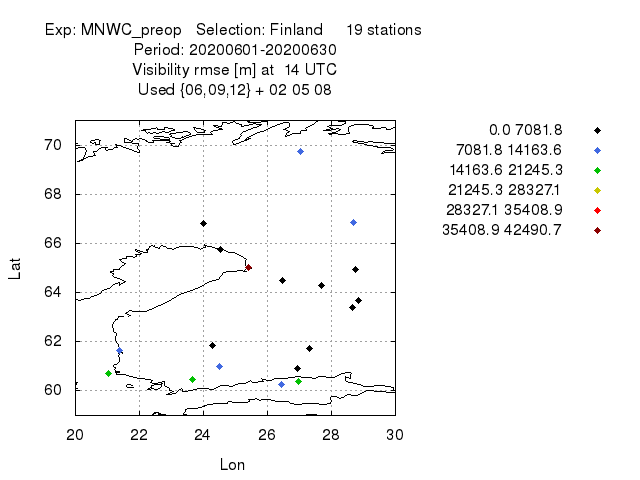 Exp: MNWC_preop   Selection: Finland      19 stations
Period: 20200601-20200630
Visibility rmse [m] at  14 UTC
Used {06,09,12} + 02 05 08
0.0 7081.8
7081.8 14163.6
14163.6 21245.3
21245.3 28327.1
28327.1 35408.9
35408.9 42490.7
70
68
66
64
62
60
Lat
20 22 24 26 28 30
Lon